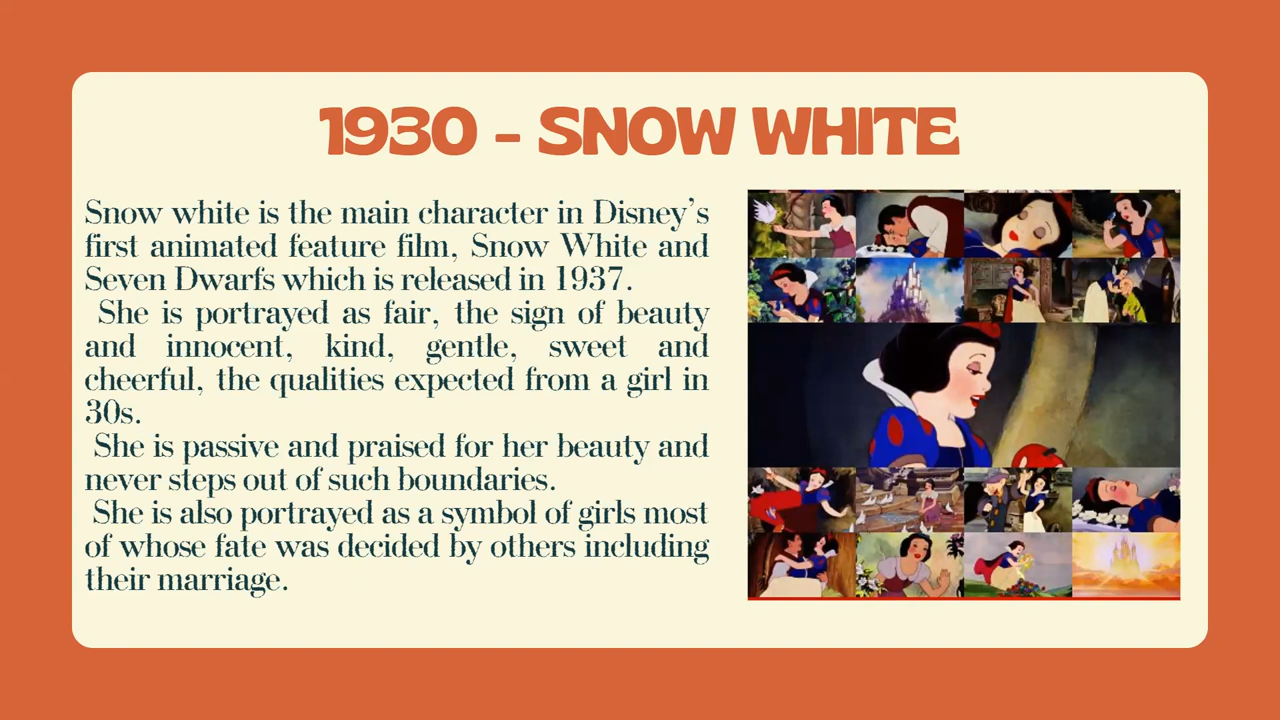 1930 - SNOW WHITE
Snow white is the main character in Disney's
first animated feature film, Snow White and
Seven Dwarfs which is released in 1937.
She is portrayed as fair, the sign of beauty
and innocent, kind, gentle, sweet and
cheerful, the qualities expected from a girl in
30s.
She is passive and praised for her beauty and
never steps out of such boundaries.
She is also portrayed as a symbol of girls most
of whose fate was decided by others including
their marriage.